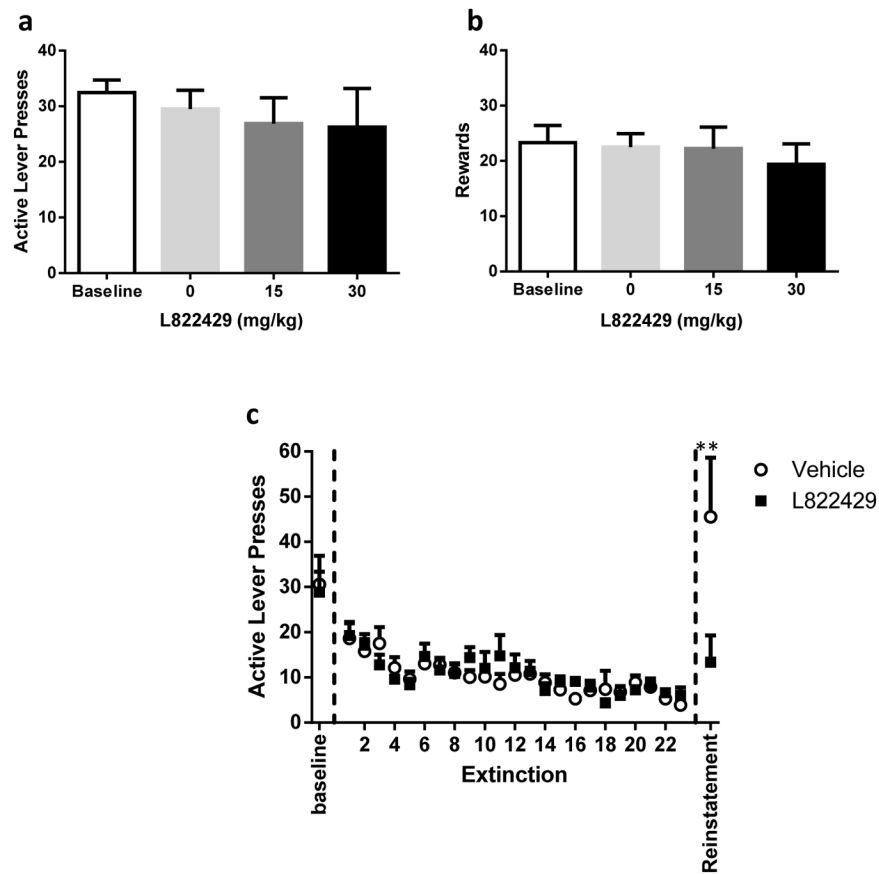 a
40
30
20
10
0
Active Lever Presses
Baseline 0 15 30
L822429 (mg/kg)
b
40
30
20
10
0
Rewards
Baseline 0 15 30
L822429 (mg/kg)
c
60
50
40
30
20
10
0
Active Lever Presses
**
Vehicle
L822429
baseline
2 4 6 8 10 12 14 16 18 20 22
Extinction
Reinstatement